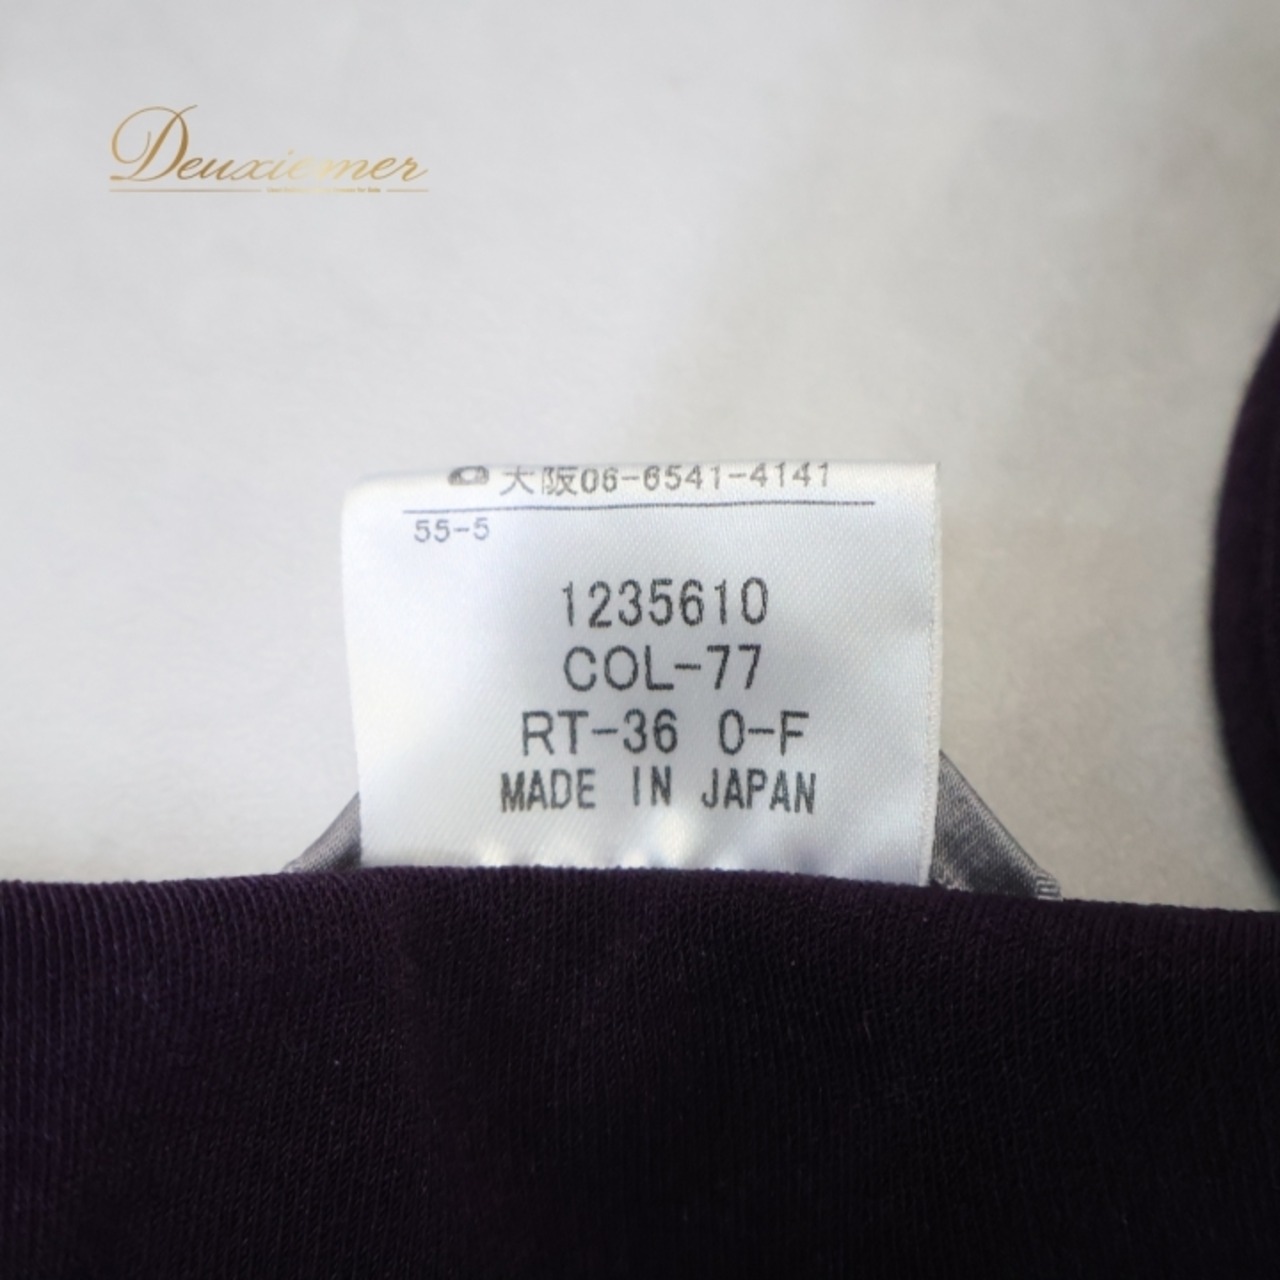 Deuxiemer
大阪06-6541-4141
55-5
1235610
COL-77
RT-36 0-F
MADE IN JAPAN